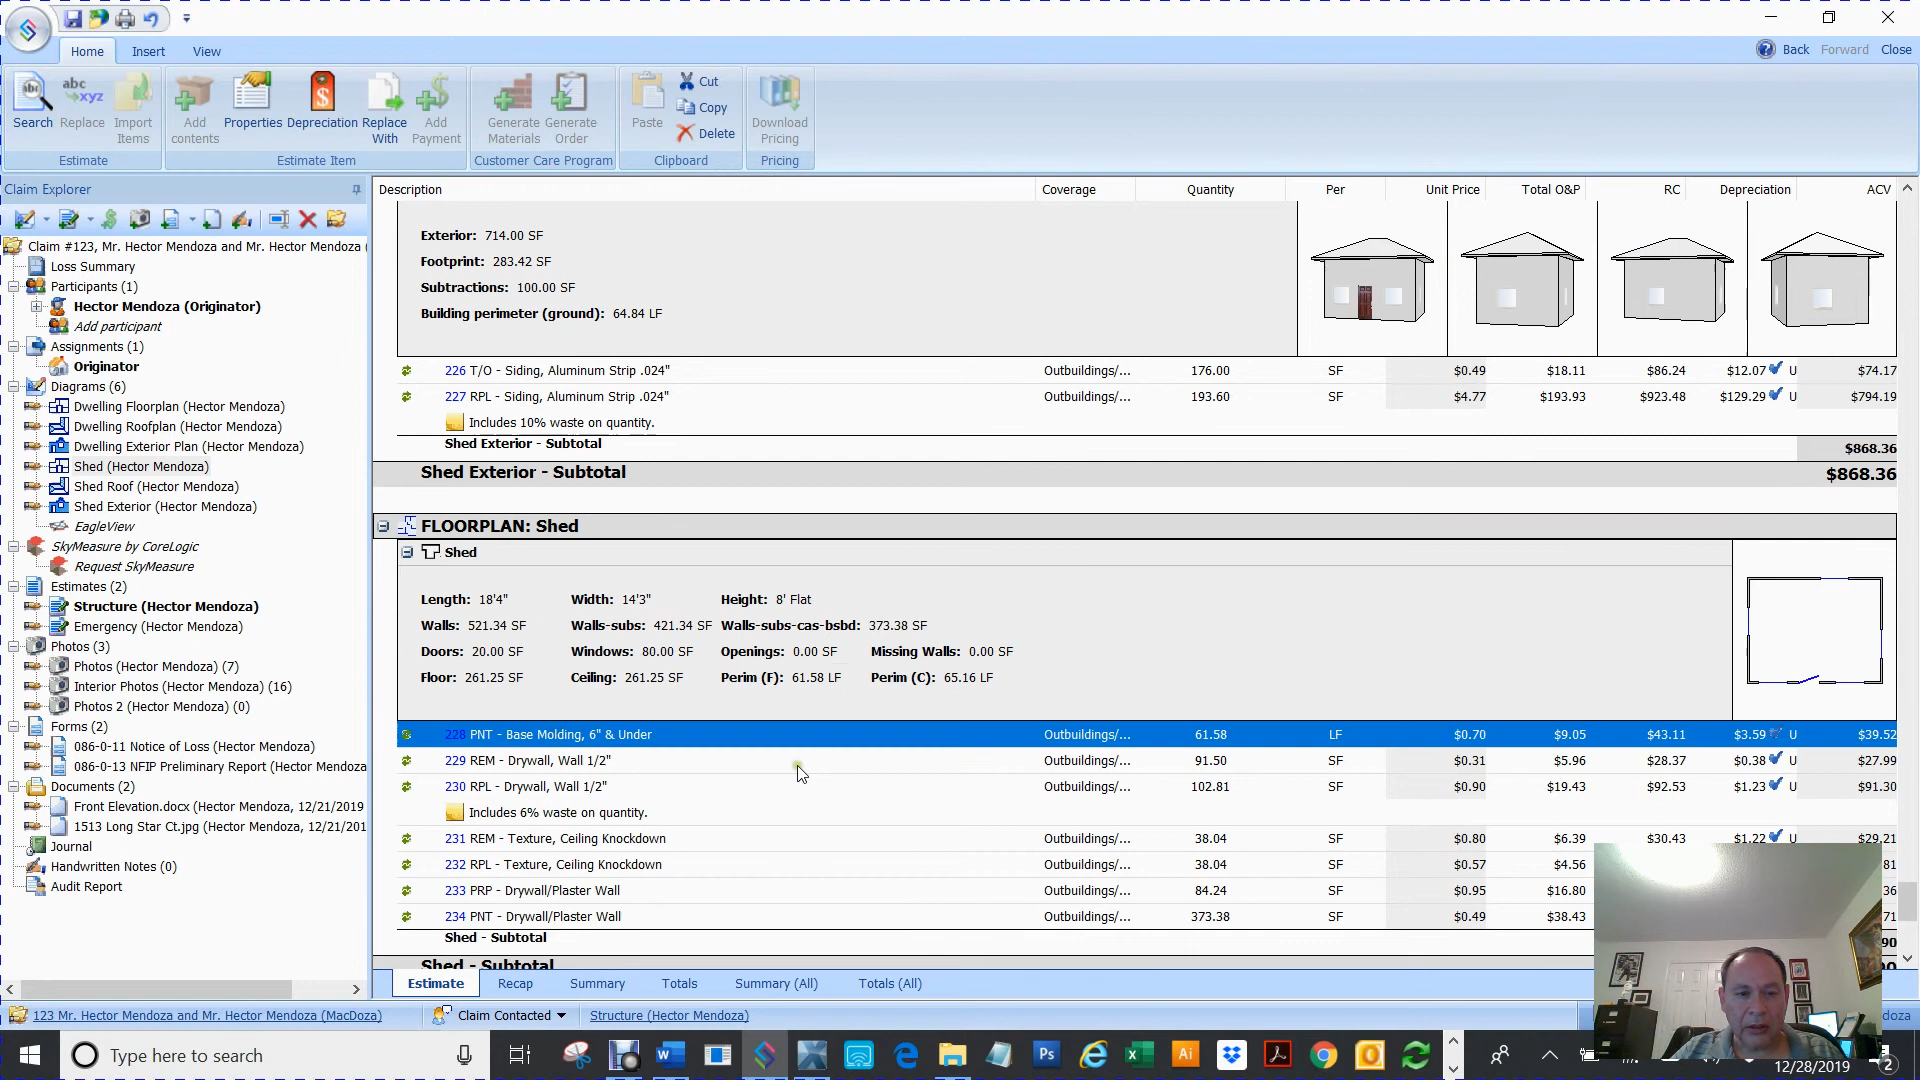 Home Insert View Back Forward Close
abc
xyz
Search Replace Import Items Add contents Properties Depreciation Replace With Add Payment Generate Materials Generate Order Paste Cut Download Pricing
Copy
Delete
Estimate Estimate Item Customer Care Program Clipboard Pricing
Claim Explorer
Claim #123, Mr. Hector Mendoza and Mr. Hector Mendoza (
Loss Summary
Participants (1)
Hector Mendoza (Originator)
Add participant
Assignments (1)
Originator
Diagrams (6)
Dwelling Floorplan (Hector Mendoza)
Dwelling Roofplan (Hector Mendoza)
Dwelling Exterior Plan (Hector Mendoza)
Shed (Hector Mendoza)
Shed Roof (Hector Mendoza)
Shed Exterior (Hector Mendoza)
EagleView
SkyMeasure by CoreLogic
Request SkyMeasure
Estimates (2)
Structure (Hector Mendoza)
Emergency (Hector Mendoza)
Photos (3)
Photos (Hector Mendoza) (7)
Interior Photos (Hector Mendoza) (16)
Photos 2 (Hector Mendoza) (0)
Forms (2)
086-0-11 Notice of Loss (Hector Mendoza)
086-0-13 NFIP Preliminary Report (Hector Mendoza
Documents (2)
Front Elevation.docx (Hector Mendoza, 12/21/2019
1513 Long Star Ct.jpg (Hector Mendoza, 12/21/201
Journal
Handwritten Notes (0)
Audit Report
Description Coverage Quantity Per Unit Price Total O&P RC Depreciation ACV
Exterior: 714.00 SF
Footprint: 283.42 SF
Subtractions: 100.00 SF
Building perimeter (ground): 64.84 LF
226 T/O - Siding, Aluminum Strip .024" Outbuildings/... 176.00 SF $0.49 $18.11 $86.24 $12.07 U $74.17
227 RPL - Siding, Aluminum Strip .024" Outbuildings/... 193.60 SF $4.77 $193.93 $923.48 $129.29 U $794.19
Includes 10% waste on quantity.
Shed Exterior - Subtotal $868.36
Shed Exterior - Subtotal $868.36
FLOORPLAN: Shed
Shed
Length: 18'4" Width: 14'3" Height: 8' Flat
Walls: 521.34 SF Walls-subs: 421.34 SF Walls-subs-cas-bsbd: 373.38 SF
Doors: 20.00 SF Windows: 80.00 SF Openings: 0.00 SF Missing Walls: 0.00 SF
Floor: 261.25 SF Ceiling: 261.25 SF Perim (F): 61.58 LF Perim (C): 65.16 LF
228 PNT - Base Molding, 6" & Under Outbuildings/... 61.58 LF $0.70 $9.05 $43.11 $3.59 U $39.52
229 REM - Drywall, Wall 1/2" Outbuildings/... 91.50 SF $0.31 $5.96 $28.37 $0.38 U $27.99
230 RPL - Drywall, Wall 1/2" Outbuildings/... 102.81 SF $0.90 $19.43 $92.53 $1.23 U $91.30
Includes 6% waste on quantity.
231 REM - Texture, Ceiling Knockdown Outbuildings/... 38.04 SF $0.80 $6.39 $30.43 $1.22 U $29.21
232 RPL - Texture, Ceiling Knockdown Outbuildings/... 38.04 SF $0.57 $4.56 81
233 PRP - Drywall/Plaster Wall Outbuildings/... 84.24 SF $0.95 $16.80 36
234 PNT - Drywall/Plaster Wall Outbuildings/... 373.38 SF $0.49 $38.43 71
Shed - Subtotal 90
Shed - Subtotal
Estimate Recap Summary Totals Summary (All) Totals (All)
123 Mr. Hector Mendoza and Mr. Hector Mendoza (MacDoza) Claim Contacted Structure (Hector Mendoza) doza
Type here to search
Ps Ai
12/28/2019 2